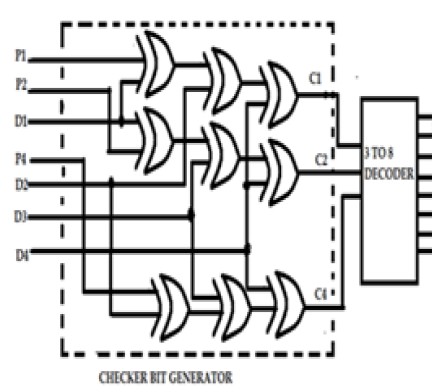 P1
P2
D1
P4
D2
D3
D4
C1
C2
C4
3 TO 8
DECODER
CHECKER BIT GENERATOR